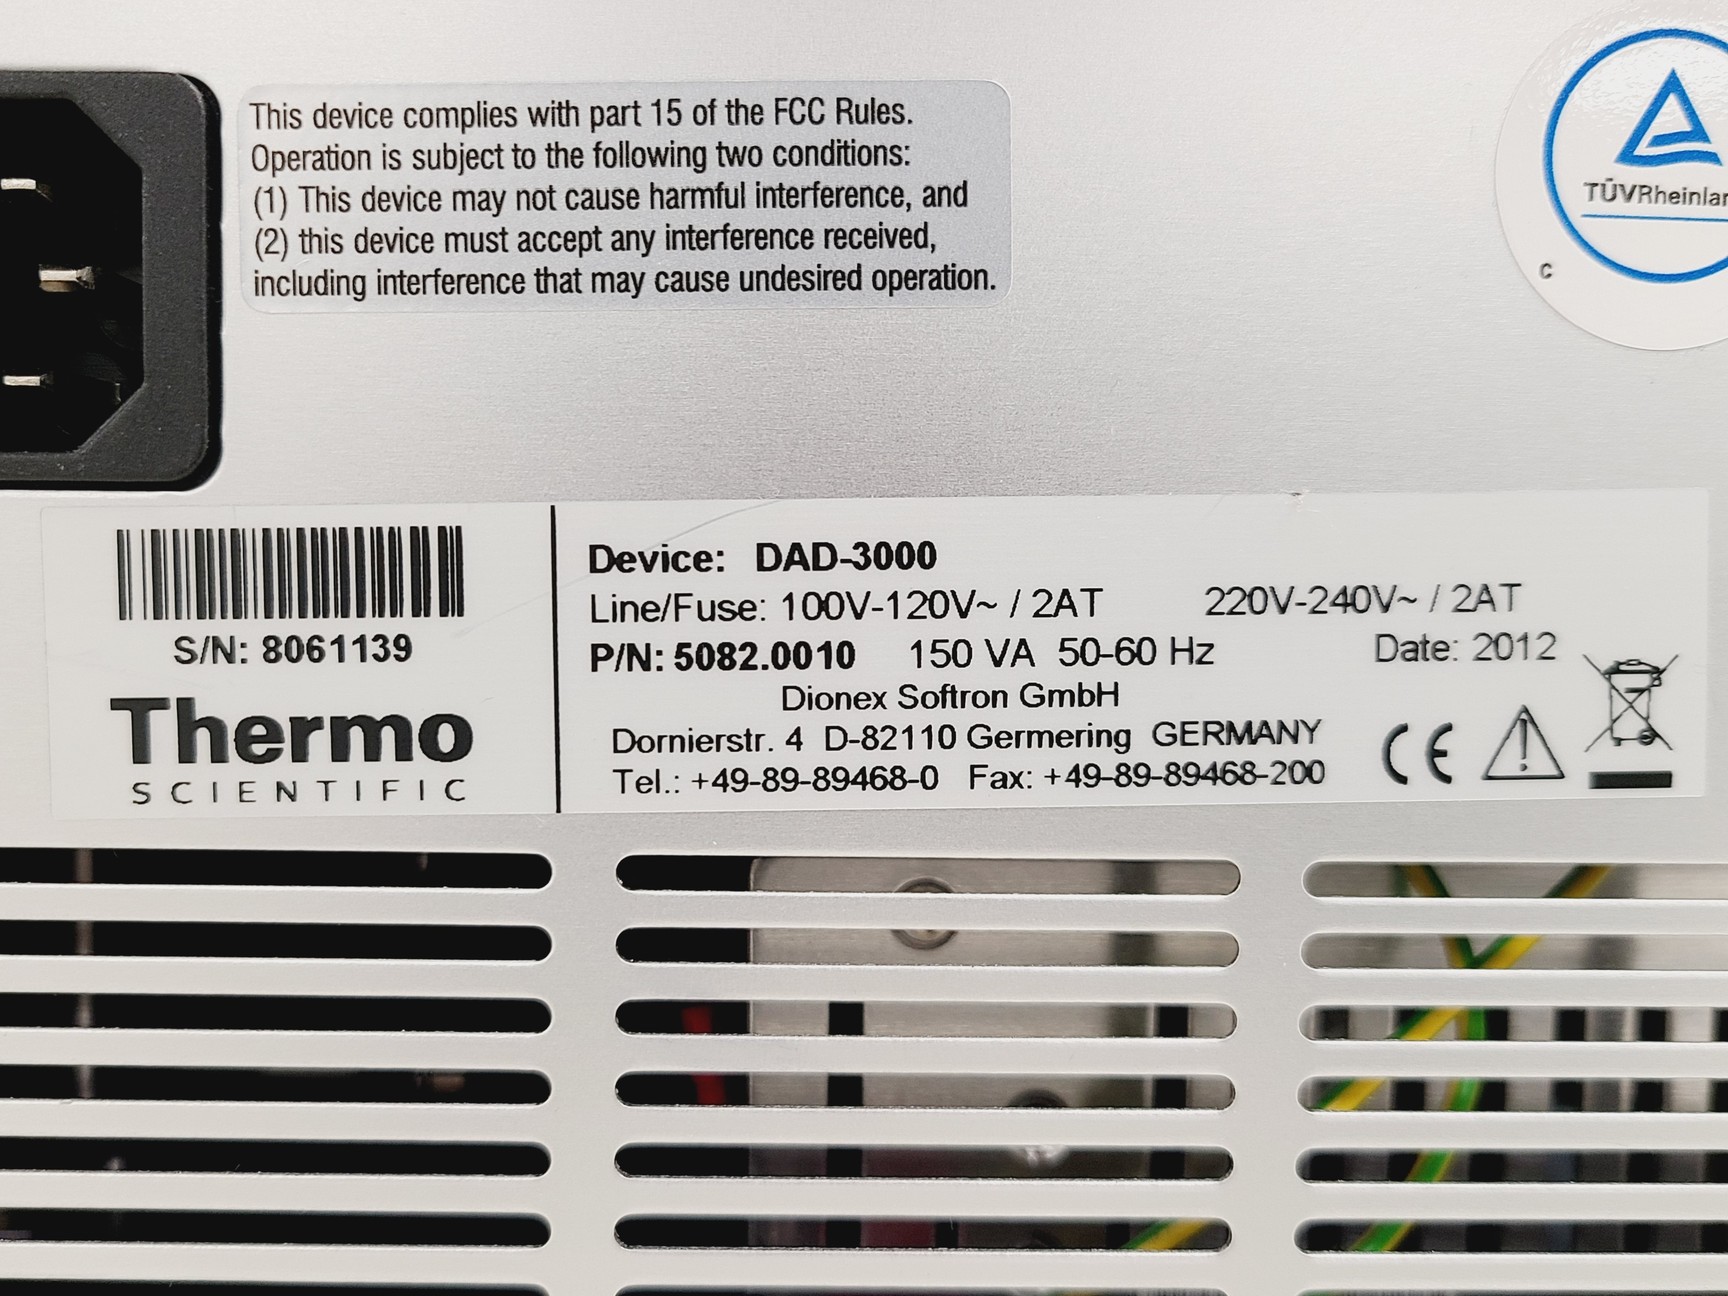 This device complies with part 15 of the FCC Rules.
Operation is subject to the following two conditions:
(1) This device may not cause harmful interference, and
(2) this device must accept any interference received,
including interference that may cause undesired operation.
c
S/N: 8061139
Thermo
SCIENTIFIC
Device: DAD-3000
Line/Fuse: 100V-120V~ / 2AT 220V-240V~ / 2AT
P/N: 5082.0010 150 VA 50-60 Hz Date: 2012
Dionex Softron GmbH
Dornierstr. 4 D-82110 Germering GERMANY
Tel.: +49-89-89468-0 Fax: +49-89-89468-200
CE